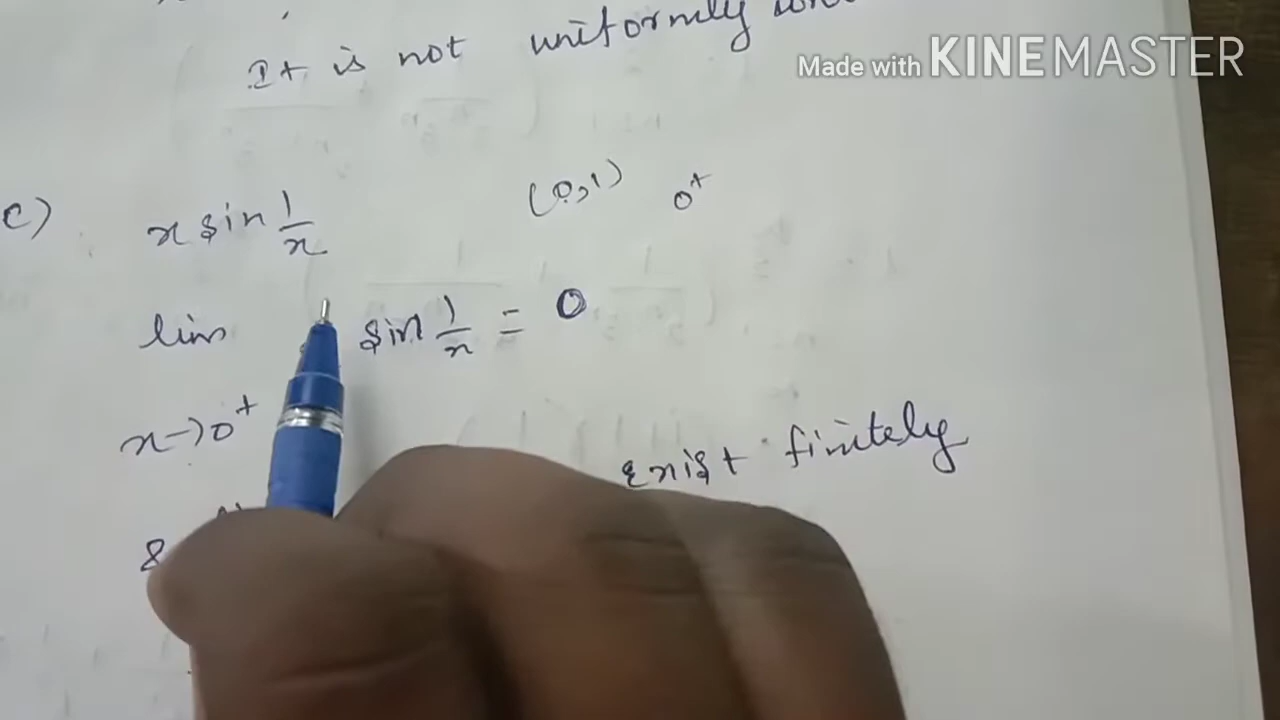 It is not uniformly
Made with KINEMASTER
c) x sin 1/x (0,1) 0⁺
lim sin 1/x = 0
x→0⁺
Exist finitely
&